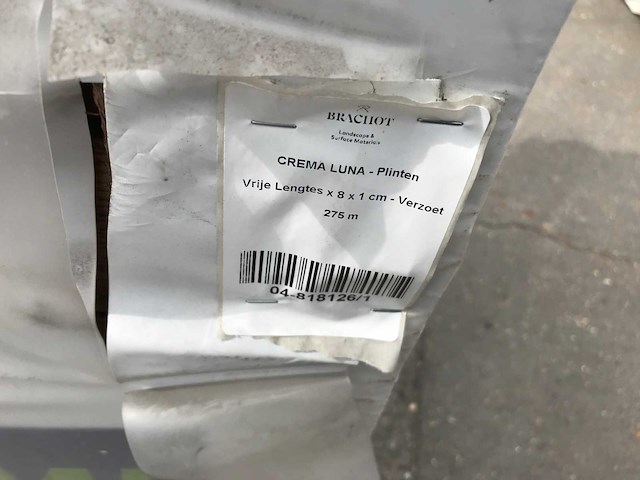 BRACHOT
Landscape &
Surface Materials
CREMA LUNA - Plinten
Vrije Lengtes x 8 x 1 cm - Verzoet
275 m
04-818126/1